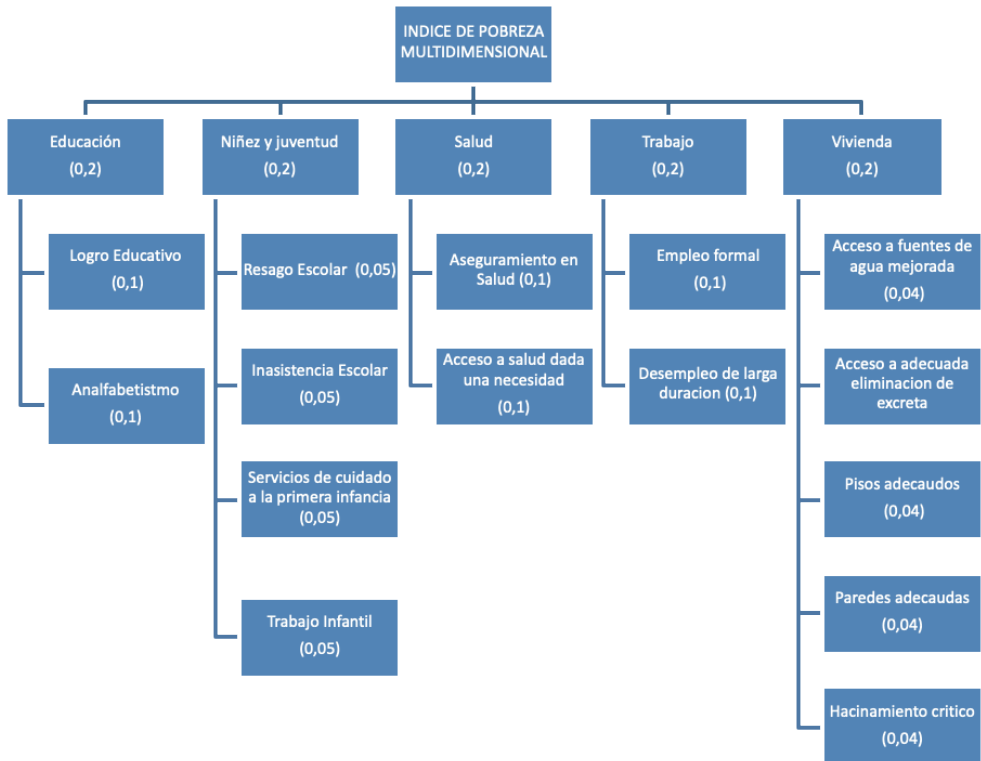 INDICE DE POBREZA
MULTIDIMENSIONAL
Educación
(0,2)
Niñez y juventud
(0,2)
Salud
(0,2)
Trabajo
(0,2)
Vivienda
(0,2)
Logro Educativo
(0,1)
Analfabetistmo
(0,1)
Resago Escolar (0,05)
Inasistencia Escolar
(0,05)
Servicios de cuidado
a la primera infancia
(0,05)
Trabajo Infantil
(0,05)
Aseguramiento en
Salud (0,1)
Acceso a salud dada
una necesidad
(0,1)
Empleo formal
(0,1)
Desempleo de larga
duracion (0,1)
Acceso a fuentes de
agua mejorada
(0,04)
Acceso a adecuada
eliminacion de
excreta
Pisos adecaudos
(0,04)
Paredes adecaudas
(0,04)
Hacinamiento critico
(0,04)